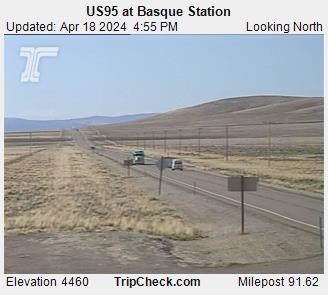 US95 at Basque Station
Updated: Apr 18 2024 4:55 PM
Looking North
Elevation 4460
TripCheck.com
Milepost 91.62